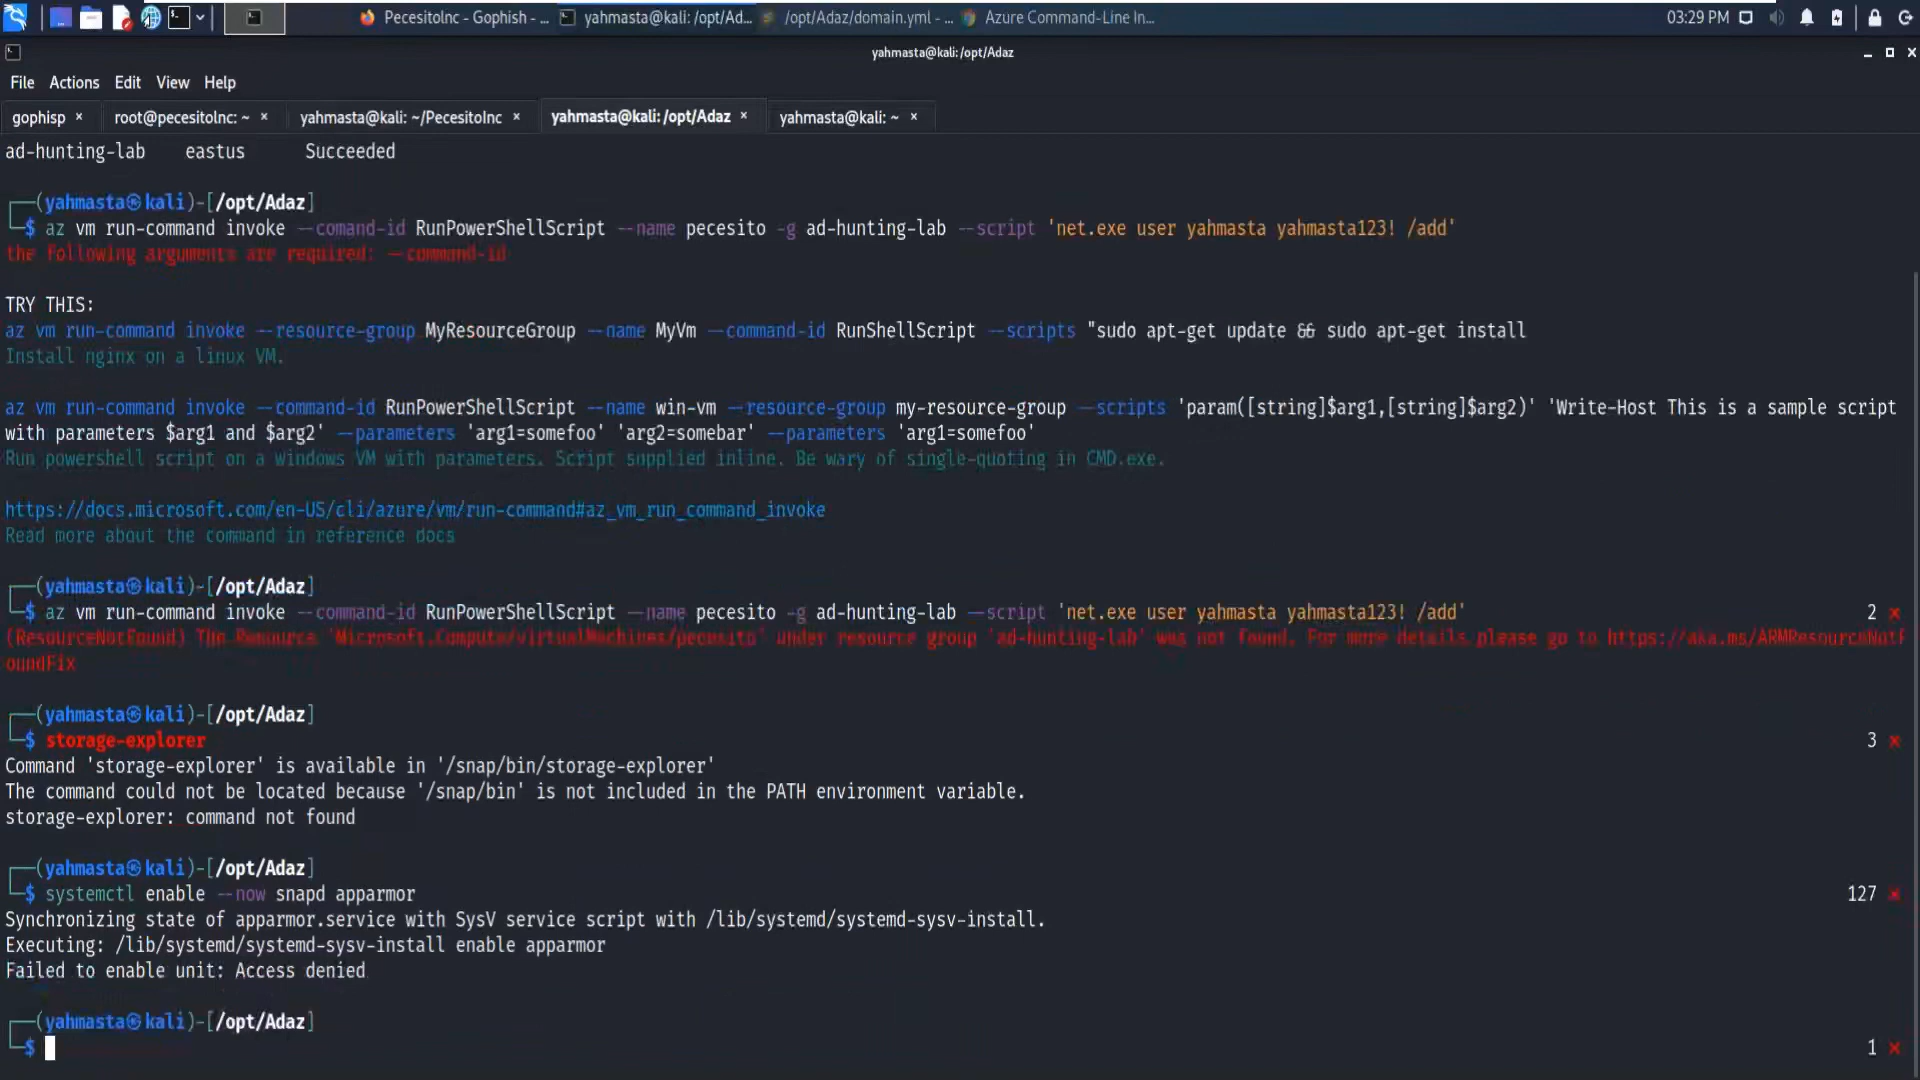 PecesitoInc - Gophish - ...
yahmasta@kali: /opt/Ad...
/opt/Adaz/domain.yml - ...
Azure Command-Line In...
03:29 PM
yahmasta@kali: /opt/Adaz
File Actions Edit View Help
gophisp × root@pecesitoInc: ~ × yahmasta@kali: ~/PecesitoInc × yahmasta@kali: /opt/Adaz × yahmasta@kali: ~ ×
ad-hunting-lab eastus Succeeded
┌──(yahmasta㉿kali)-[/opt/Adaz]
└─$ az vm run-command invoke --comand-id RunPowerShellScript --name pecesito -g ad-hunting-lab --script 'net.exe user yahmasta yahmasta123! /add'
the following arguments are required: --command-id
TRY THIS:
az vm run-command invoke --resource-group MyResourceGroup --name MyVm --command-id RunShellScript --scripts "sudo apt-get update && sudo apt-get install
Install nginx on a linux VM.
az vm run-command invoke --command-id RunPowerShellScript --name win-vm --resource-group my-resource-group --scripts 'param([string]$arg1,[string]$arg2)' 'Write-Host This is a sample script
with parameters $arg1 and $arg2' --parameters 'arg1=somefoo' 'arg2=somebar' --parameters 'arg1=somefoo'
Run powershell script on a windows VM with parameters. Script supplied inline. Be wary of single-quoting in CMD.exe.
https://docs.microsoft.com/en-US/cli/azure/vm/run-command#az_vm_run_command_invoke
Read more about the command in reference docs
┌──(yahmasta㉿kali)-[/opt/Adaz]
└─$ az vm run-command invoke --command-id RunPowerShellScript --name pecesito -g ad-hunting-lab --script 'net.exe user yahmasta yahmasta123! /add' 2 ×
(ResourceNotFound) The Resource 'Microsoft.Compute/virtualMachines/pecesito' under resource group 'ad-hunting-lab' was not found. For more details please go to https://aka.ms/ARMResourceNotF
oundFix
┌──(yahmasta㉿kali)-[/opt/Adaz]
└─$ storage-explorer 3 ×
Command 'storage-explorer' is available in '/snap/bin/storage-explorer'
The command could not be located because '/snap/bin' is not included in the PATH environment variable.
storage-explorer: command not found
┌──(yahmasta㉿kali)-[/opt/Adaz]
└─$ systemctl enable --now snapd apparmor 127 ×
Synchronizing state of apparmor.service with SysV service script with /lib/systemd/systemd-sysv-install.
Executing: /lib/systemd/systemd-sysv-install enable apparmor
Failed to enable unit: Access denied
┌──(yahmasta㉿kali)-[/opt/Adaz]
└─$ 1 ×